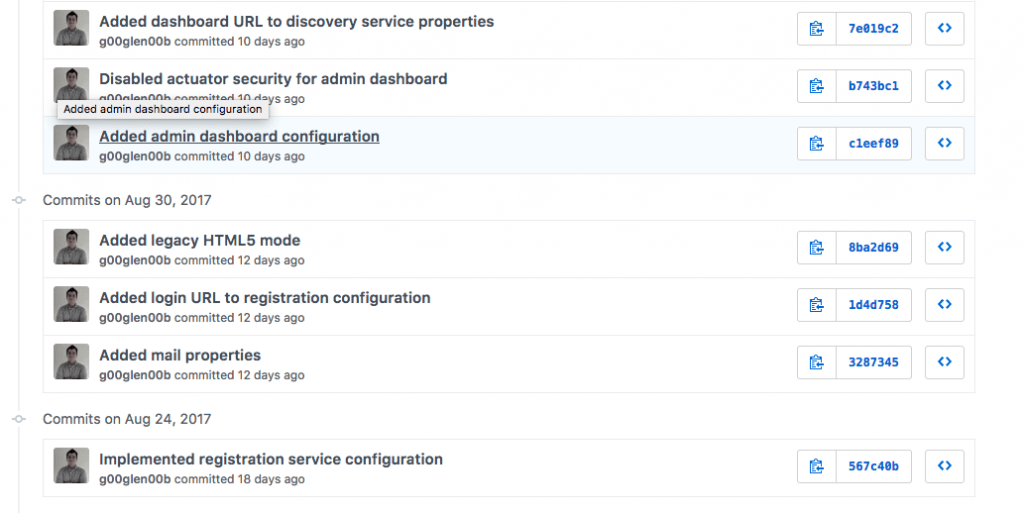 Added dashboard URL to discovery service properties
7e019c2
g00glen00b committed 10 days ago
Disabled actuator security for admin dashboard
b743bc1
g00glen00b committed 10 days ago
Added admin dashboard configuration
Added admin dashboard configuration
c1eef89
g00glen00b committed 10 days ago
Commits on Aug 30, 2017
Added legacy HTML5 mode
8ba2d69
g00glen00b committed 12 days ago
Added login URL to registration configuration
1d4d758
g00glen00b committed 12 days ago
Added mail properties
3287345
g00glen00b committed 12 days ago
Commits on Aug 24, 2017
Implemented registration service configuration
567c40b
g00glen00b committed 18 days ago